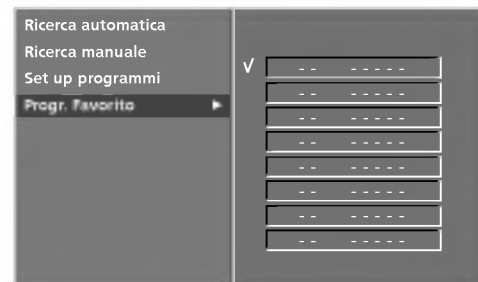 Ricerca automatica
Ricerca manuale
Set up programmi
Progr. Favorito ►
√ -- -----
-- -----
-- -----
-- -----
-- -----
-- -----
-- -----
-- -----